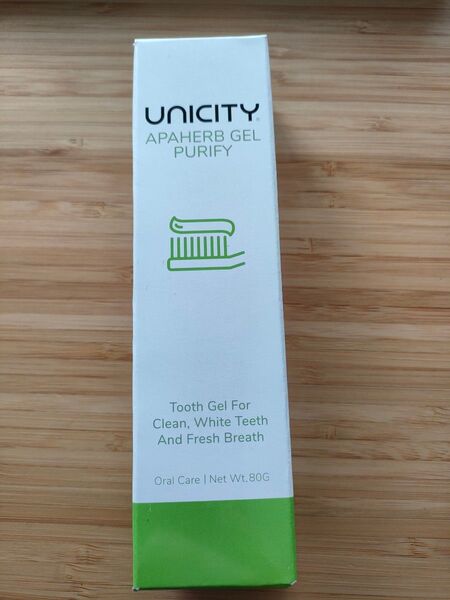 UNICITY®
APAHERB GEL
PURIFY
Tooth Gel For
Clean, White Teeth
And Fresh Breath
Oral Care | Net Wt. 80G